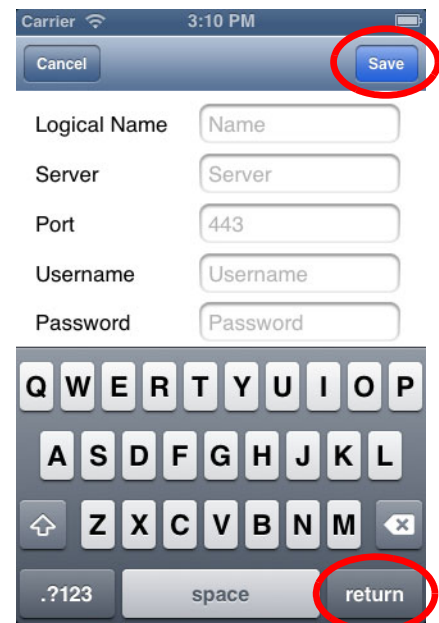 Carrier 3:10 PM
Cancel Save
Logical Name Name
Server Server
Port 443
Username Username
Password Password
Q W E R T Y U I O P
A S D F G H J K L
Z X C V B N M
.?123 space return